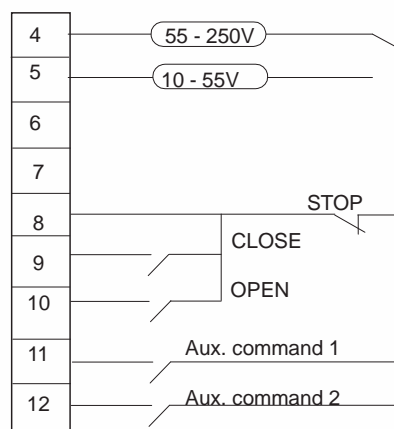 4 55 - 250V
5 10 - 55V
6
7
STOP
8
CLOSE
9
OPEN
10
11 Aux. command 1
12 Aux. command 2